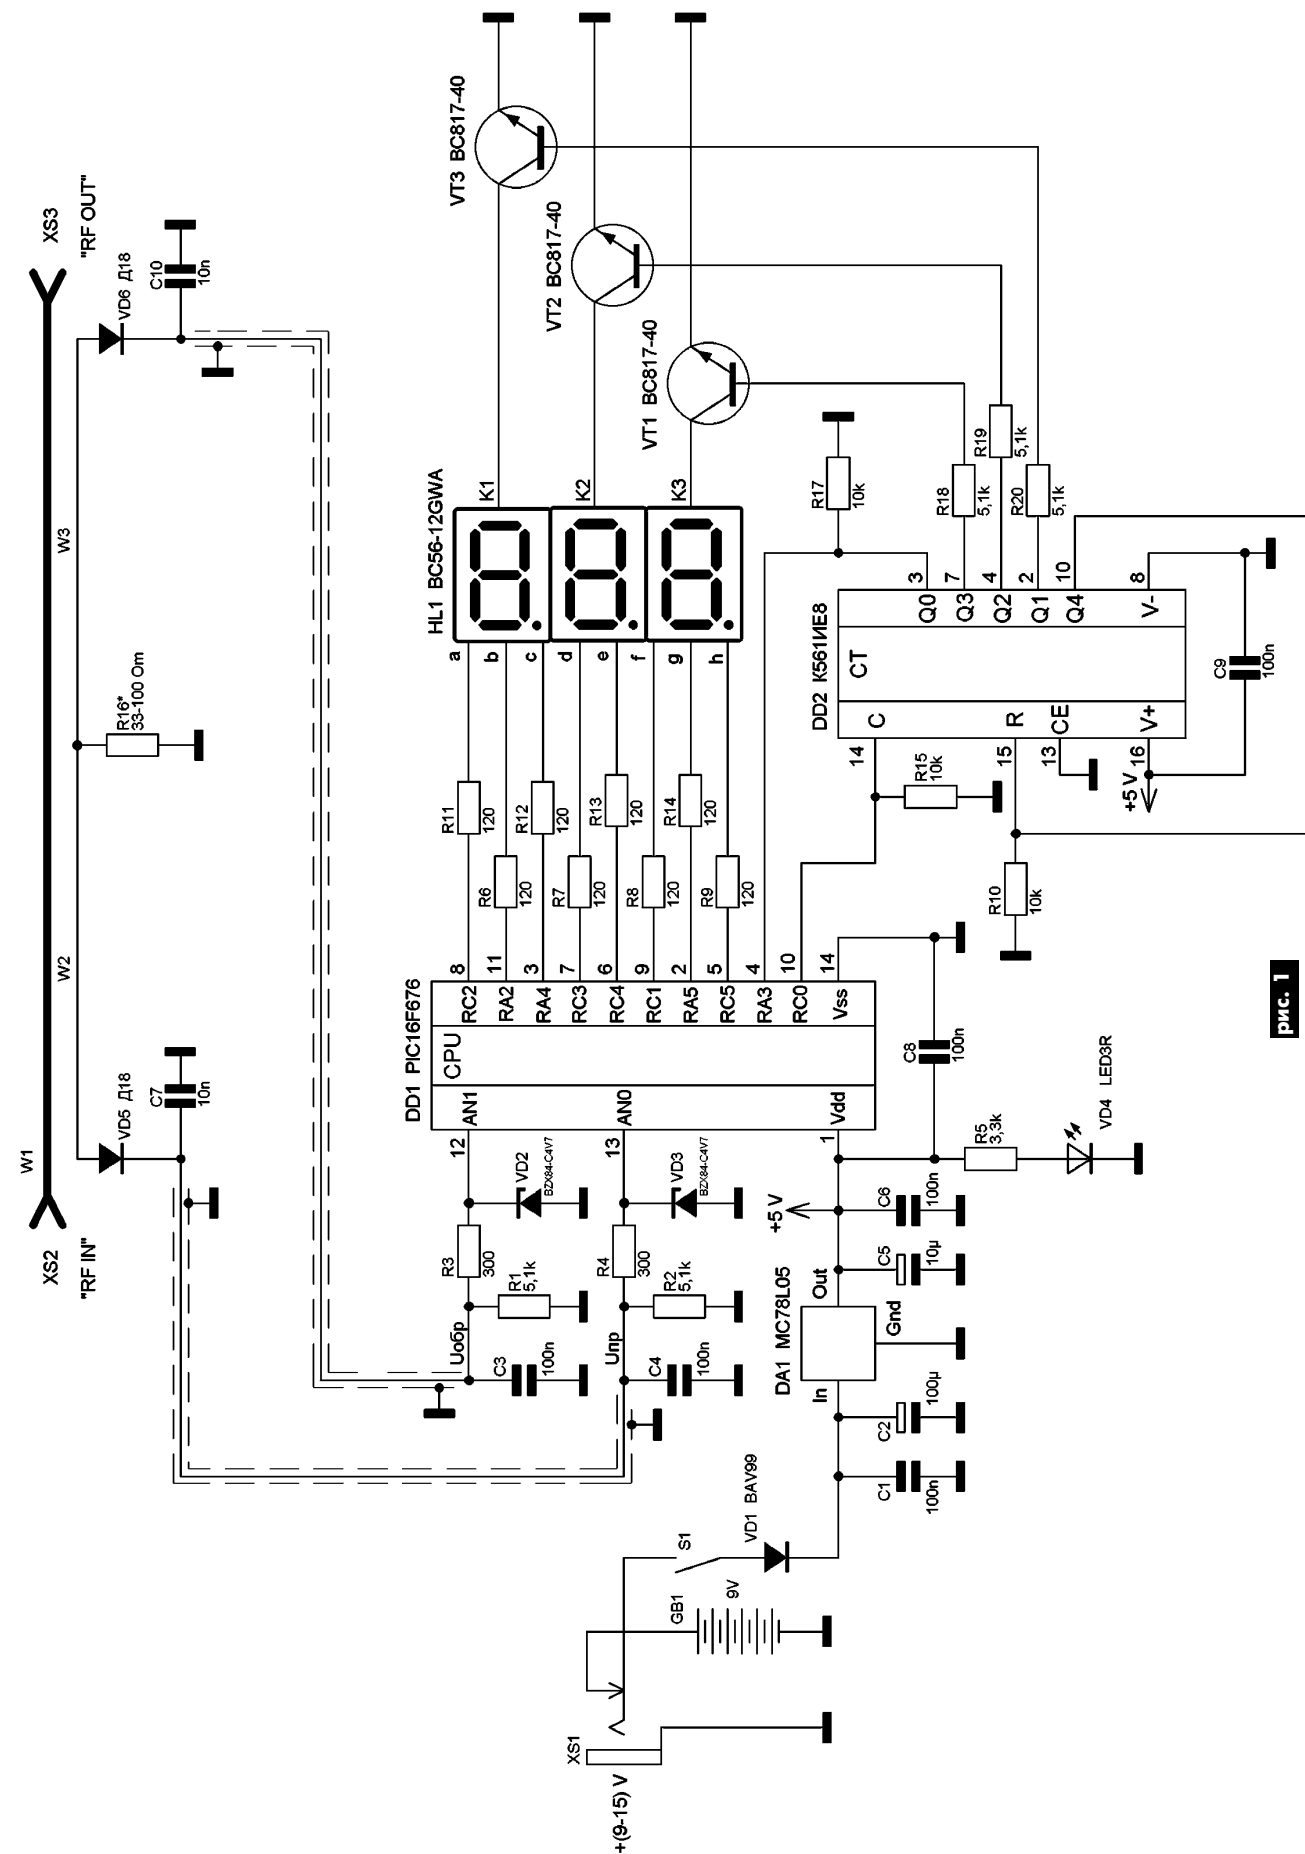 XS2
"RF IN"
W1
W2
W3
XS3
"RF OUT"
VD5 Д18
C7
10n
R16*
33-100 Om
VD6 Д18
C10
10n
HL1 BC56-12GWA
a
b
c
d
e
f
g
h
K1
K2
K3
VT3 BC817-40
VT2 BC817-40
VT1 BC817-40
R11
120
R6
120
R12
120
R7
120
R13
120
R8
120
R14
120
R9
120
R17
10k
R18
5,1k
R19
5,1k
R20
5,1k
DD1 PIC16F676
CPU
AN1
12
AN0
13
Vdd
1
8
RC2
11
RA2
3
RA4
7
RC3
6
RC4
9
RC1
2
RA5
5
RC5
4
RA3
10
RC0
14
Vss
DD2 К561ИЕ8
CT
C
14
R
15
CE
13
V+
16
+5 V
3
Q0
7
Q3
4
Q2
2
Q1
10
Q4
8
V-
C9
100n
R15
10k
R10
10k
Uобр
C3
100n
R1
5,1k
R3
300
VD2
BZX84-C4V7
Uпр
C4
100n
R2
5,1k
R4
300
VD3
BZX84-C4V7
DA1 MC78L05
In
Out
Gnd
+5 V
C1
100n
C2
100µ
C5
10µ
C6
100n
C8
100n
R5
3,3k
VD4 LED3R
S1
VD1 BAV99
GB1
9V
XS1
+(9-15) V
рис. 1